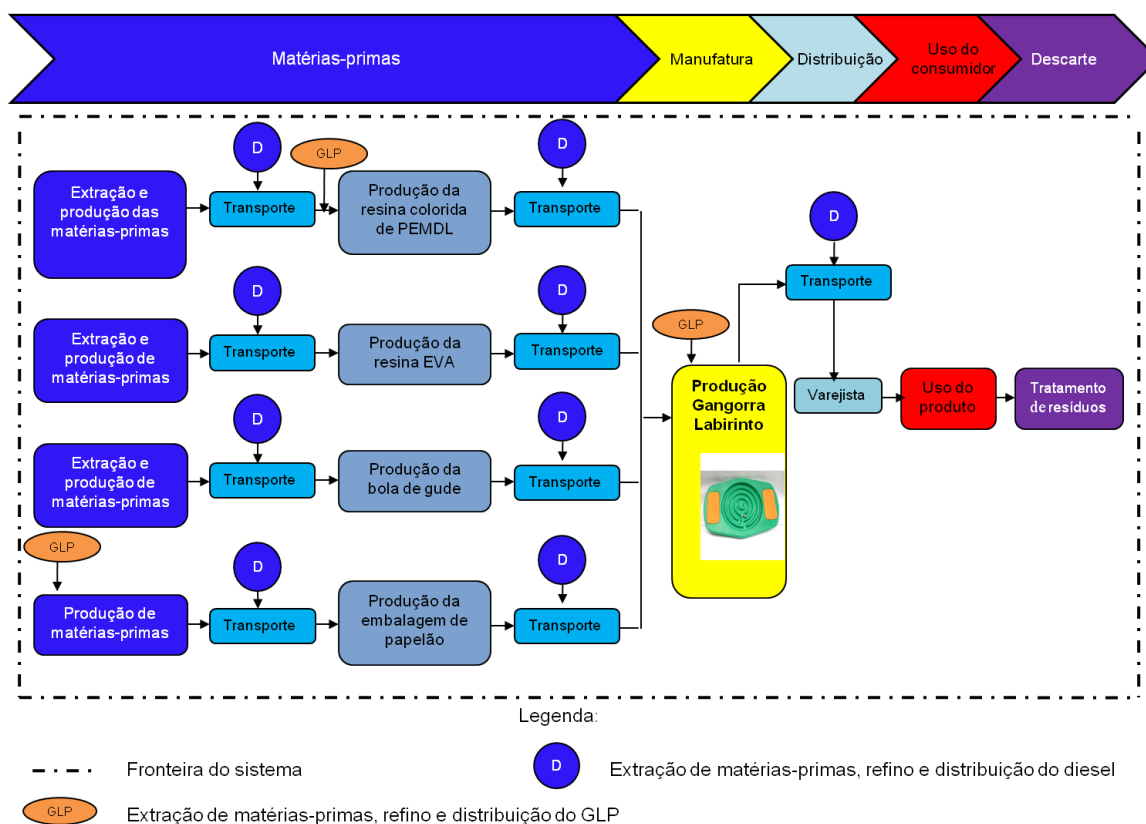 Matérias-primas
Manufatura
Distribuição
Uso do
consumidor
Descarte
D
GLP
D
Extração e
produção das
matérias-primas
Transporte
Produção da
resina colorida
de PEMDL
Transporte
D
Transporte
D
D
Extração e
produção de
matérias-primas
Transporte
Produção da
resina EVA
Transporte
GLP
Produção
Gangorra
Labirinto
Varejista
Uso do
produto
Tratamento
de resíduos
D
D
Extração e
produção de
matérias-primas
Transporte
Produção da
bola de gude
Transporte
GLP
D
D
Produção de
matérias-primas
Transporte
Produção da
embalagem de
papelão
Transporte
Legenda:
Fronteira do sistema
D
Extração de matérias-primas, refino e distribuição do diesel
GLP
Extração de matérias-primas, refino e distribuição do GLP